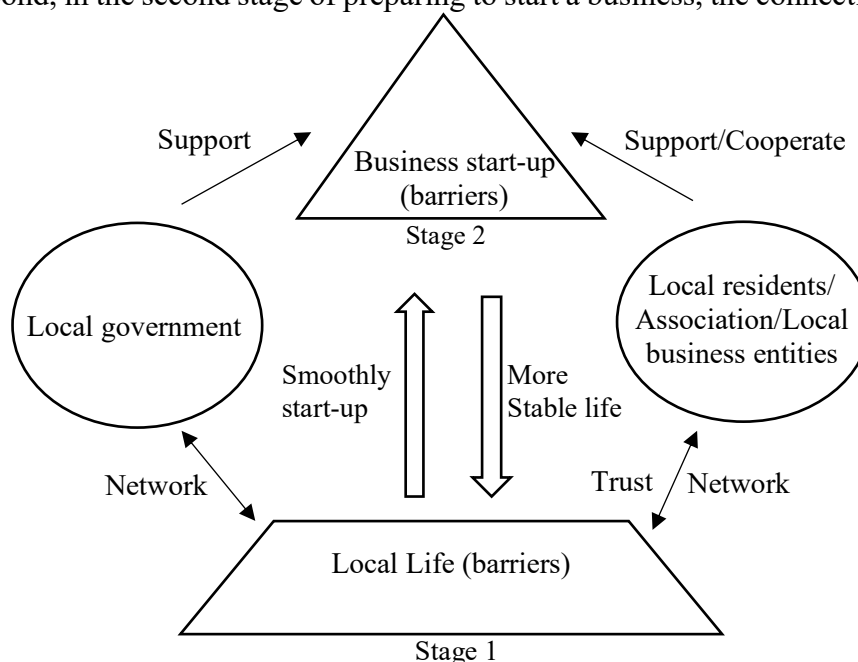 ond, in the second stage of preparing to start a business, the connecti
Support
Support/Cooperate
Business start-up
(barriers)
Stage 2
Local government
Local residents/
Association/Local
business entities
Smoothly
start-up
More
Stable life
Network
Trust
Network
Local Life (barriers)
Stage 1